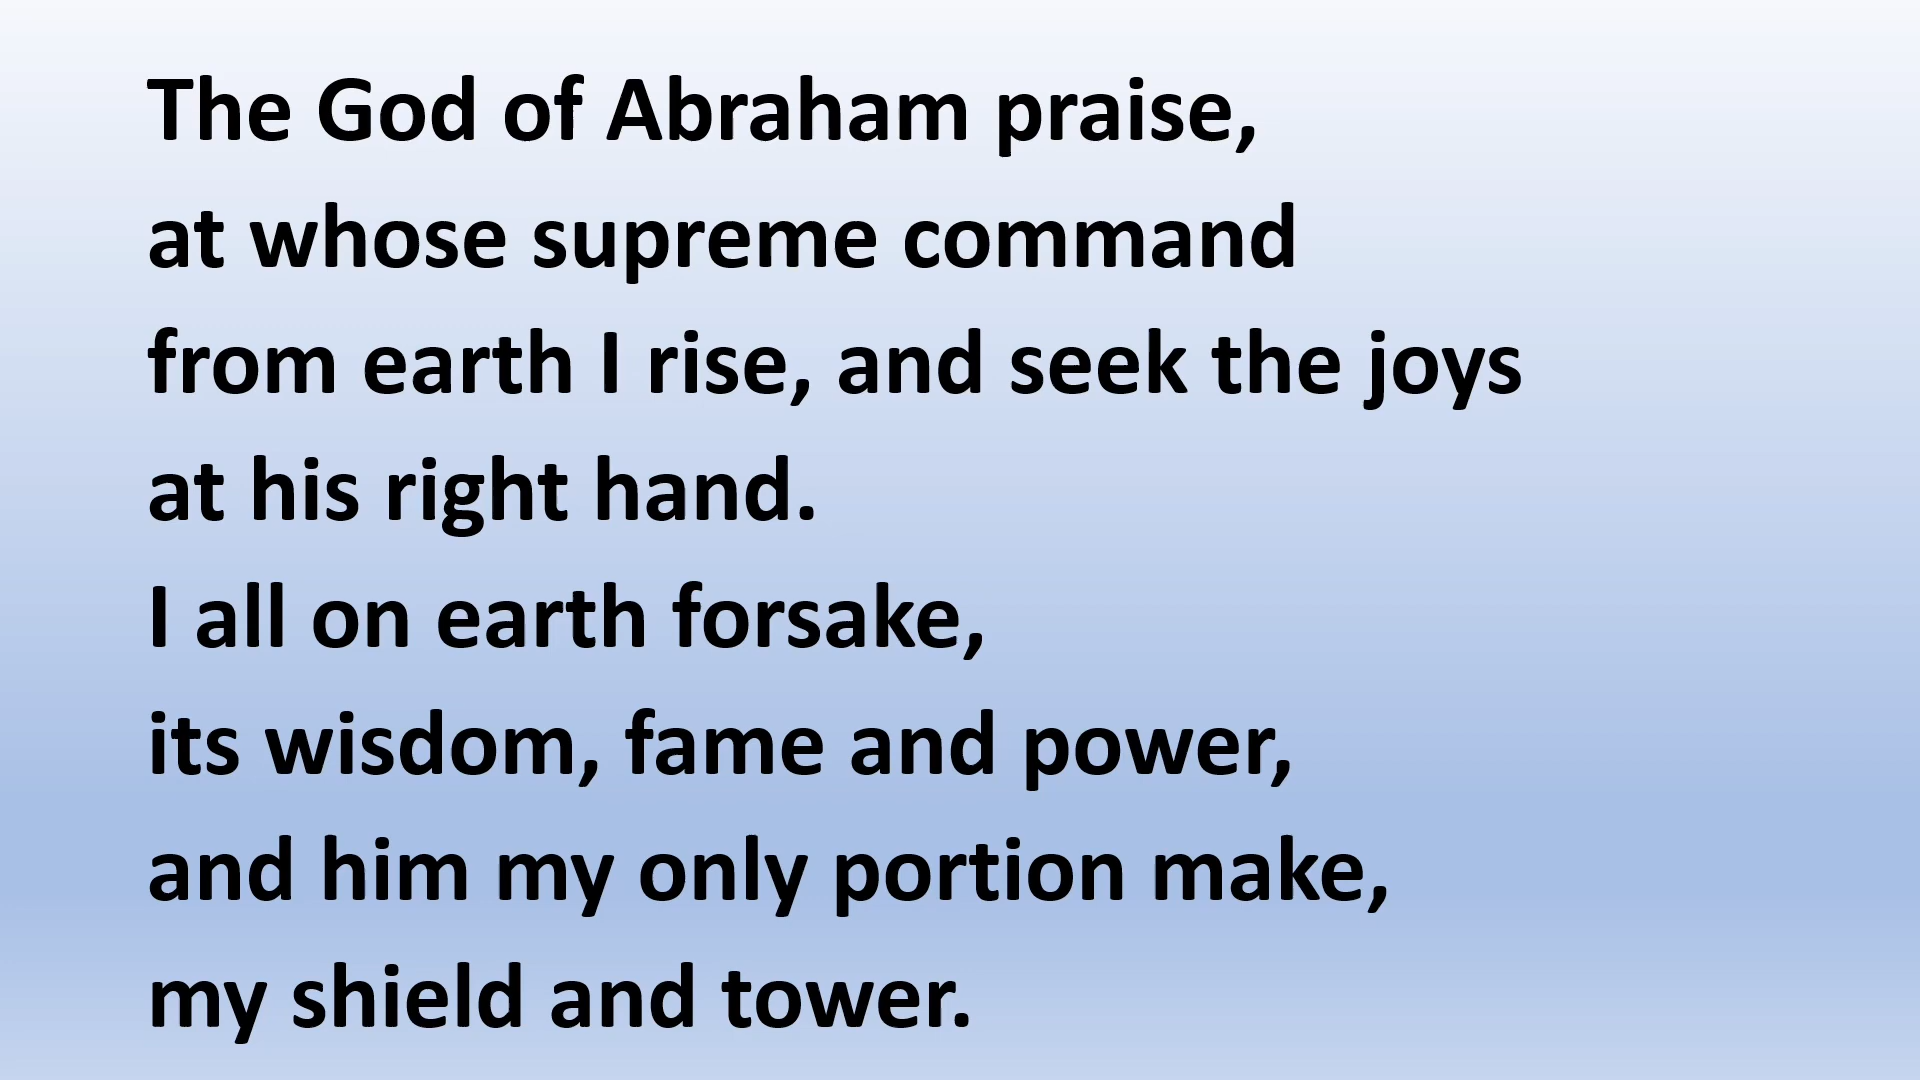 The God of Abraham praise,
at whose supreme command
from earth I rise, and seek the joys
at his right hand.
I all on earth forsake,
its wisdom, fame and power,
and him my only portion make,
my shield and tower.